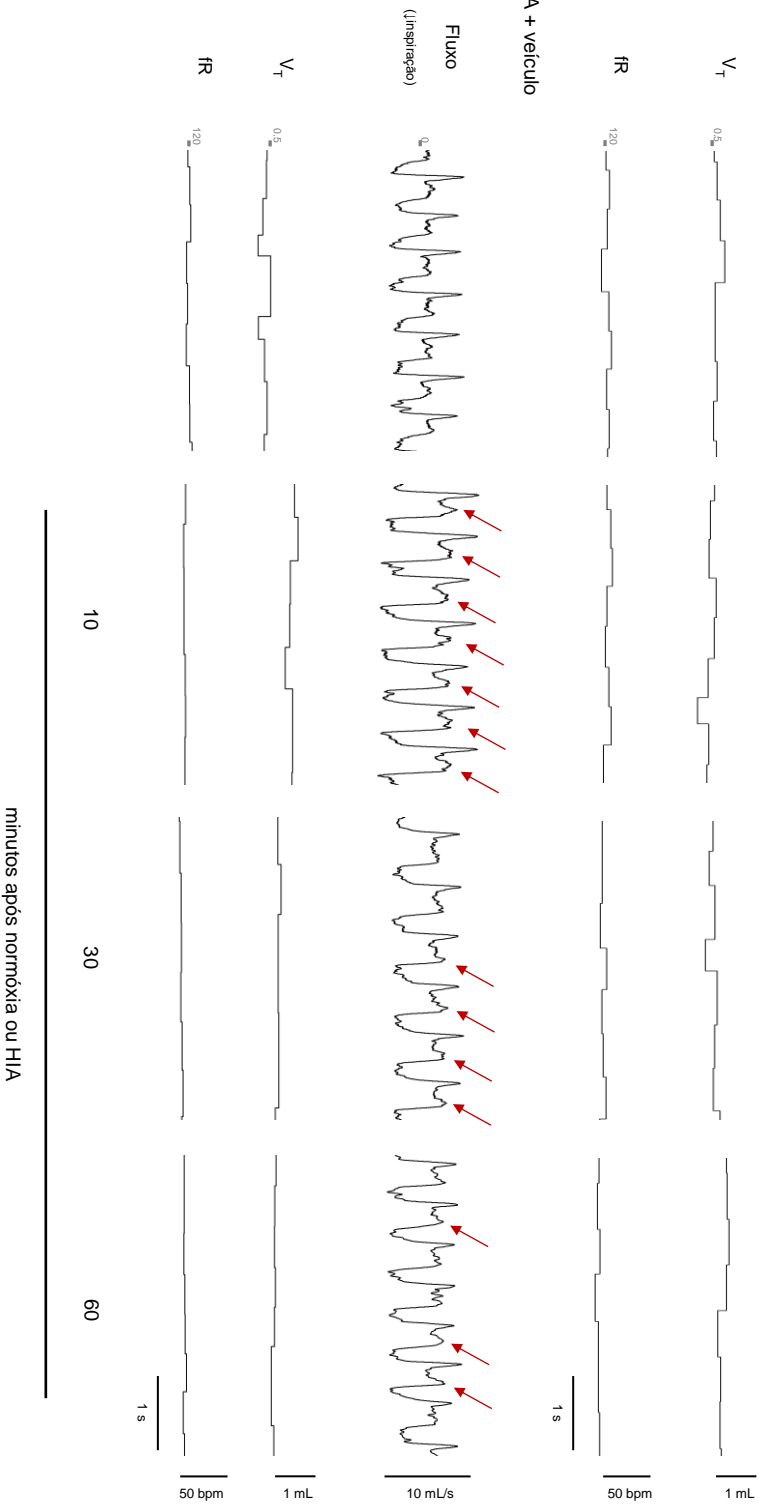 V_T
0.5
1 mL
fR
120
50 bpm
1 s
A + veículo
Fluxo
(↓inspiração)
0
10 mL/s
V_T
0.5
1 mL
fR
120
50 bpm
1 s
10
30
60
minutos após normóxia ou HIA